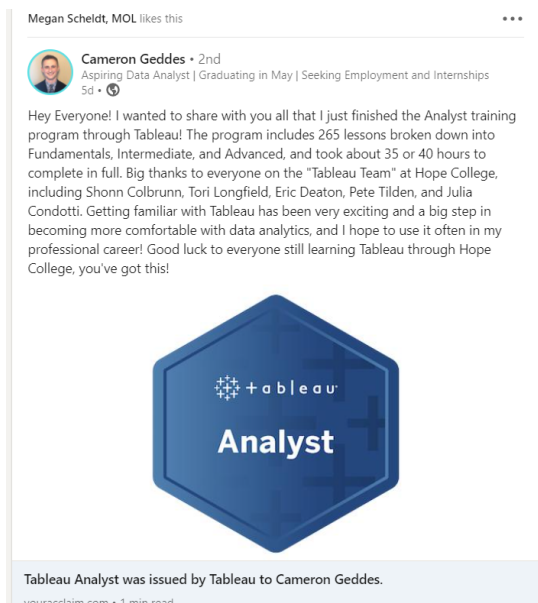 Megan Scheldt, MOL likes this
Cameron Geddes • 2nd
Aspiring Data Analyst | Graduating in May | Seeking Employment and Internships
5d •
Hey Everyone! I wanted to share with you all that I just finished the Analyst training
program through Tableau! The program includes 265 lessons broken down into
Fundamentals, Intermediate, and Advanced, and took about 35 or 40 hours to
complete in full. Big thanks to everyone on the "Tableau Team" at Hope College,
including Shonn Colbrunn, Tori Longfield, Eric Deaton, Pete Tilden, and Julia
Condotti. Getting familiar with Tableau has been very exciting and a big step in
becoming more comfortable with data analytics, and I hope to use it often in my
professional career! Good luck to everyone still learning Tableau through Hope
College, you've got this!
+ableau
Analyst
Tableau Analyst was issued by Tableau to Cameron Geddes.
youracclaim.com • 1 min read